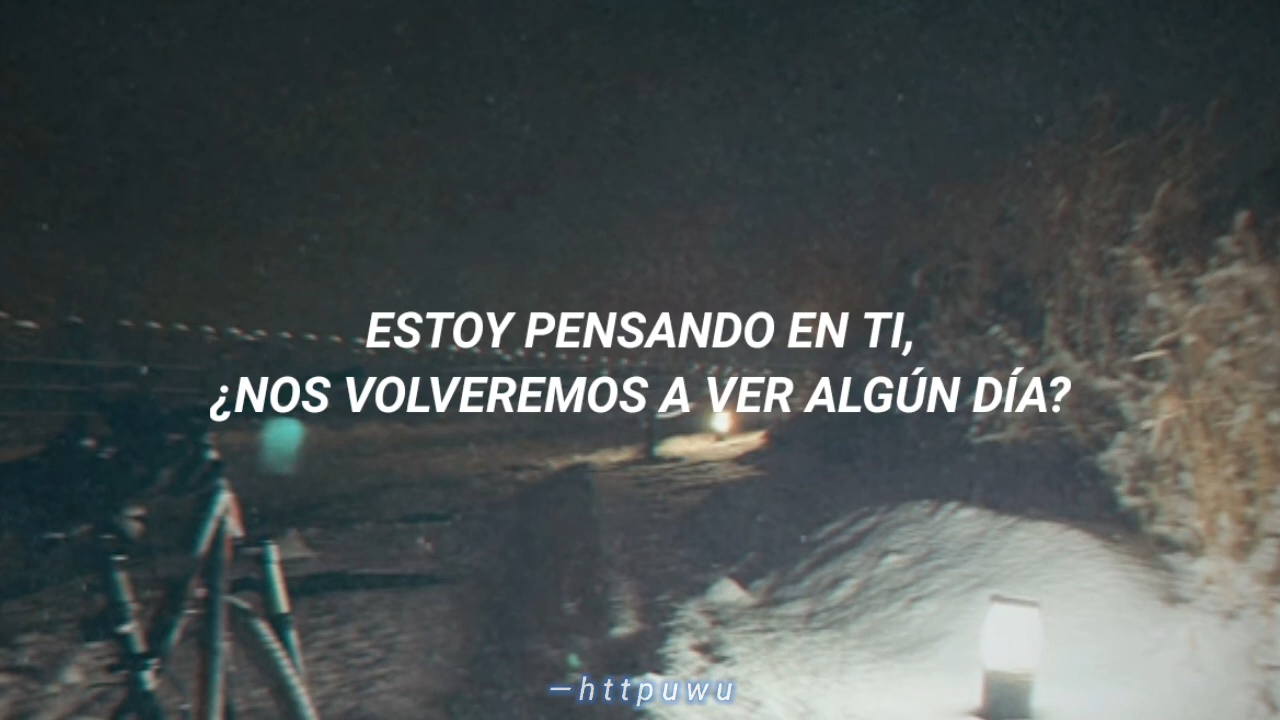 ESTOY PENSANDO EN TI,
¿NOS VOLVEREMOS A VER ALGÚN DÍA?
—httpuwu